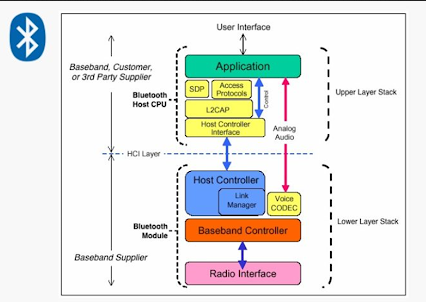 User Interface
Baseband, Customer,
or 3rd Party Supplier
Application
SDP
Access
Protocols
Control
Upper Layer Stack
Bluetooth
Host CPU
L2CAP
Host Controller
Interface
Analog
Audio
HCI Layer
Host Controller
Link
Manager
Voice
CODEC
Bluetooth
Module
Baseband Controller
Lower Layer Stack
Baseband Supplier
Radio Interface